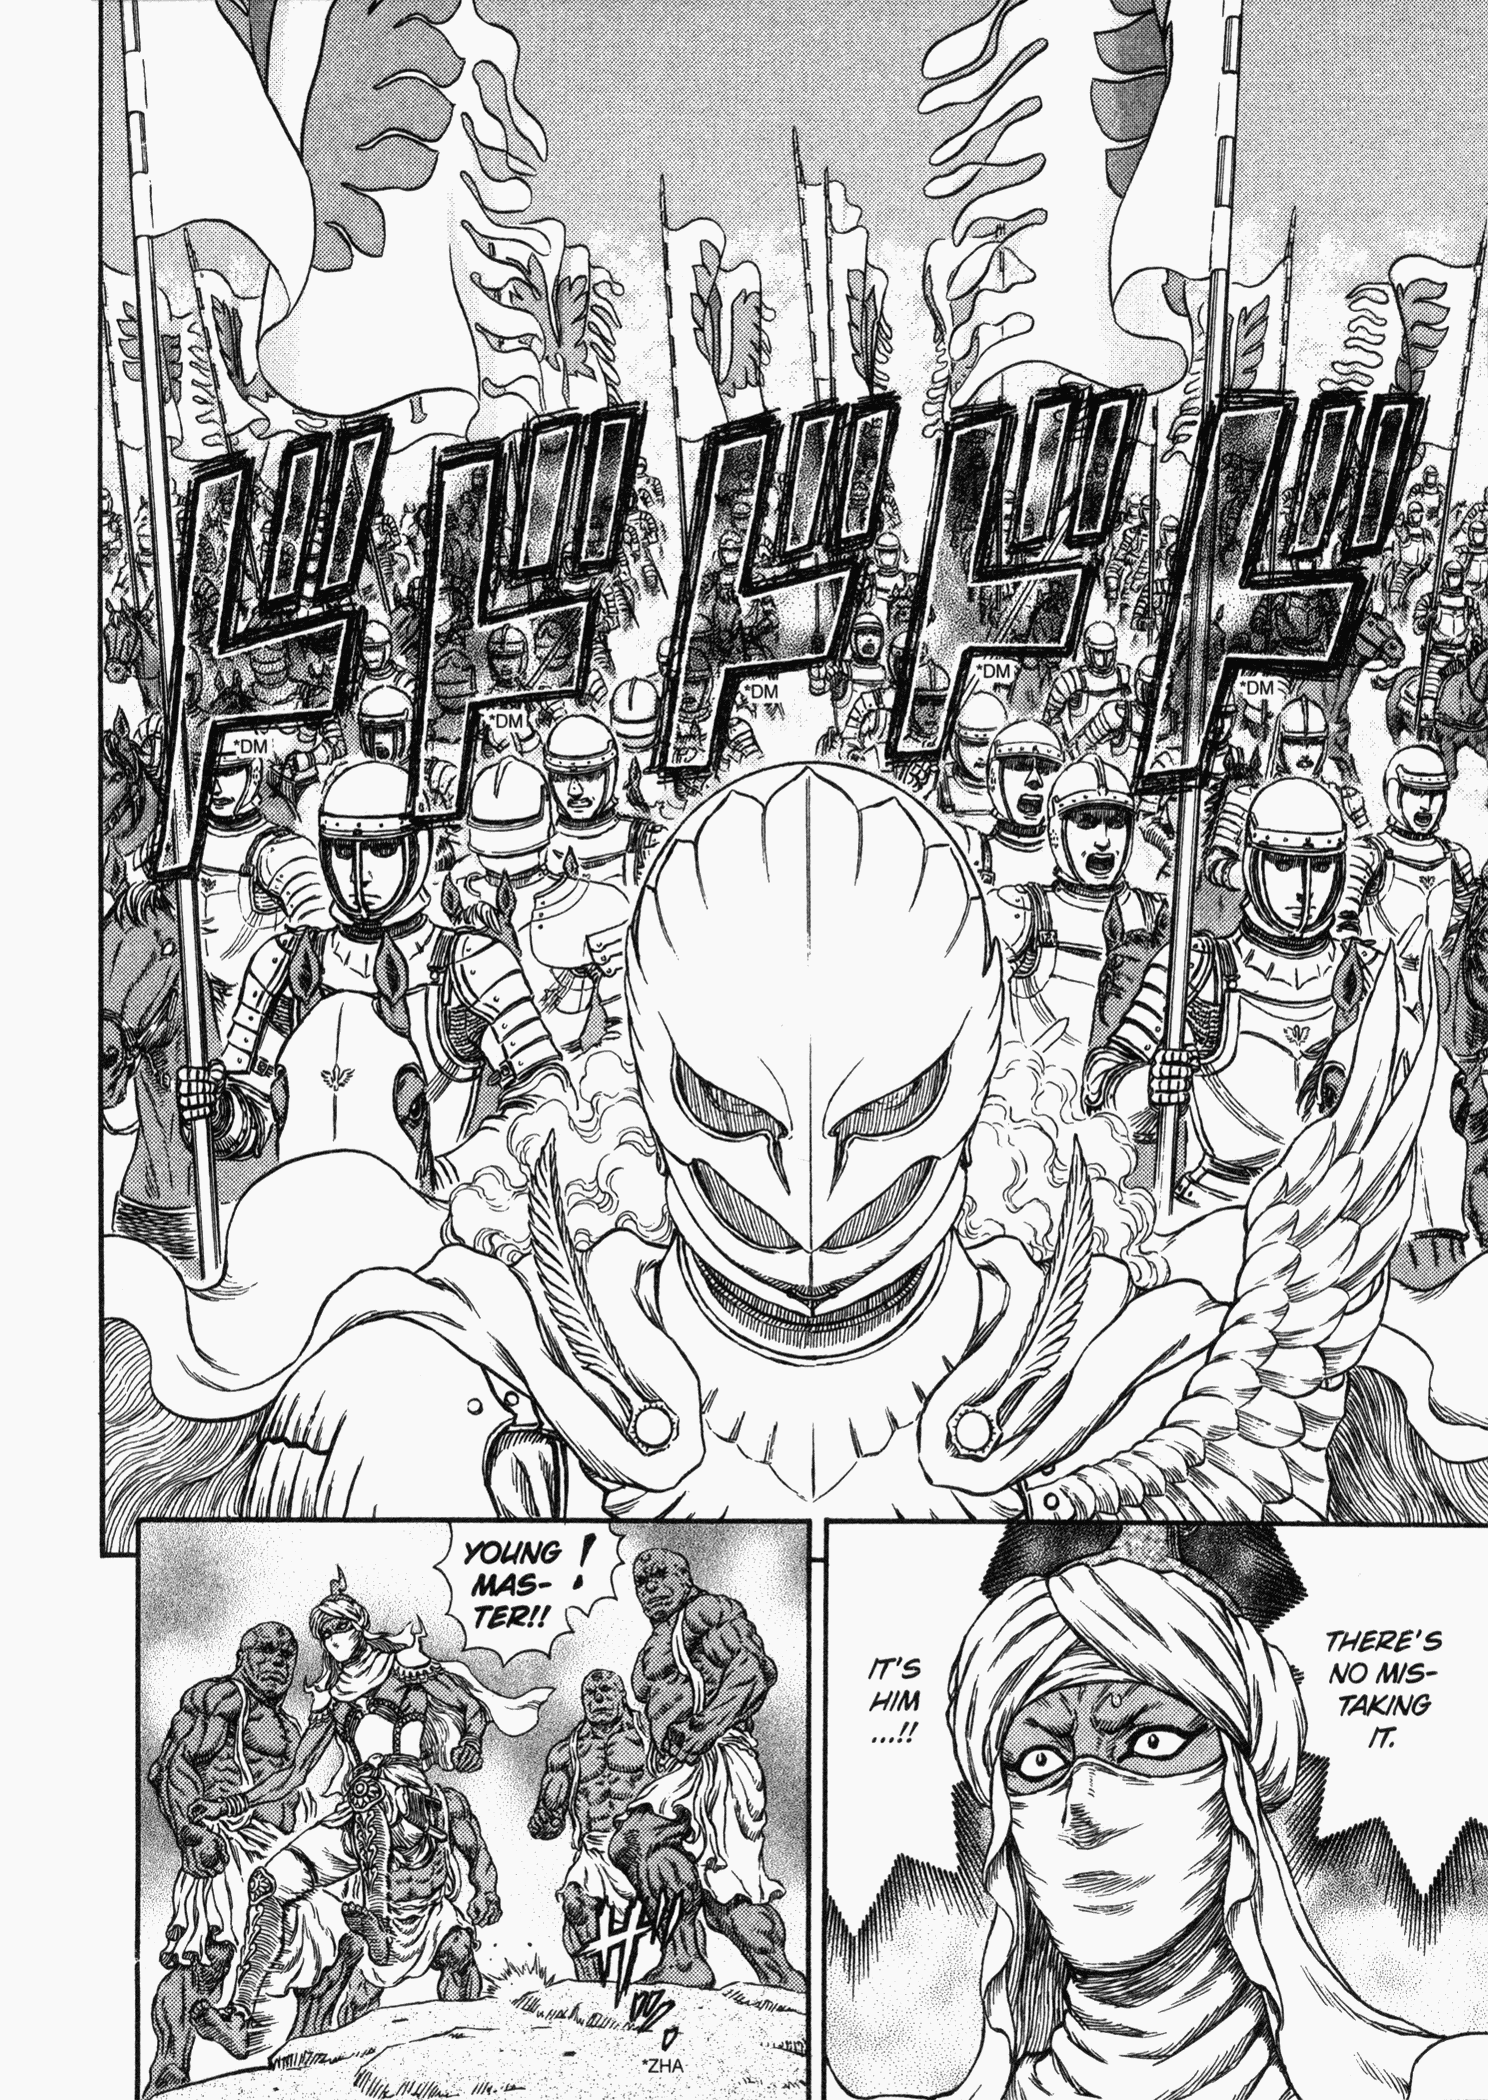 ドドドドド
*DM
*DM
*DM
*DM
*DM
THERE'S
NO MIS-
TAKING
IT.
IT'S
HIM
...!!
!
YOUNG
MAS-
TER!!
ザッ
*ZHA